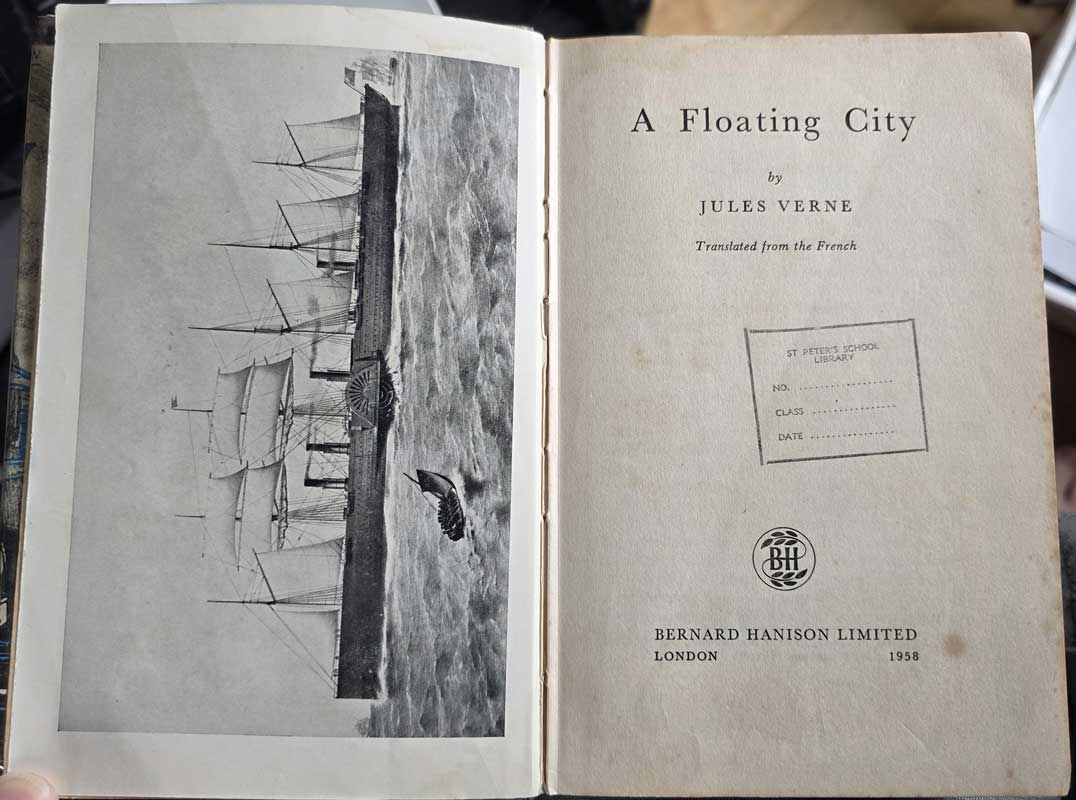 A Floating City
by
JULES VERNE
Translated from the French
ST PETER'S SCHOOL
LIBRARY
NO. ....................
CLASS ..................
DATE ..................
BH
BERNARD HANISON LIMITED
LONDON 1958